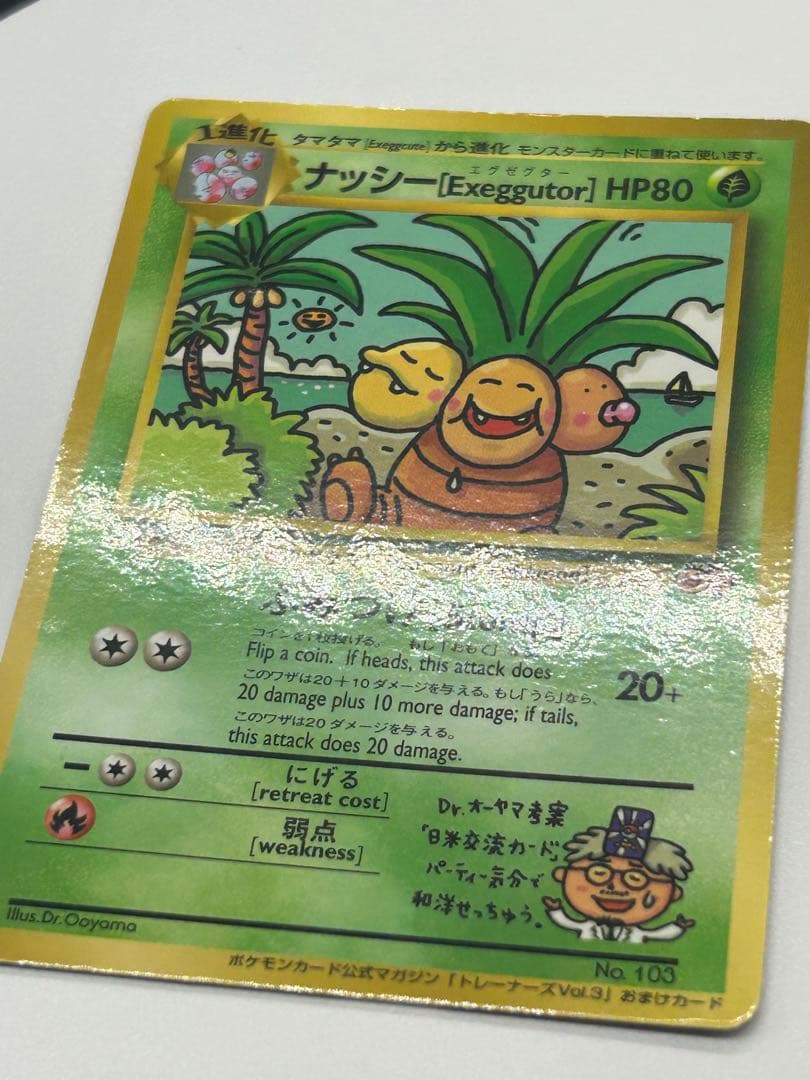 1進化 タマタマ[Exeggcute]から進化 モンスターカードに重ねて使います。
エグゼグター
ナッシー[Exeggutor] HP80
コインを1枚投げる。 もし「おもて」なら
Flip a coin. If heads, this attack does
このワザは20+10ダメージを与える。もし「うら」なら、
20 damage plus 10 more damage; if tails,
20+
このワザは20ダメージを与える。
this attack does 20 damage.
にげる
[retreat cost]
弱点
[weakness]
Dr.オーヤマ考案
「日米交流カード」
パーティー気分で
和洋せっちゅう。
Illus.Dr.Ooyama
No. 103
ポケモンカード公式マガジン「トレーナーズVol.3」おまけカード